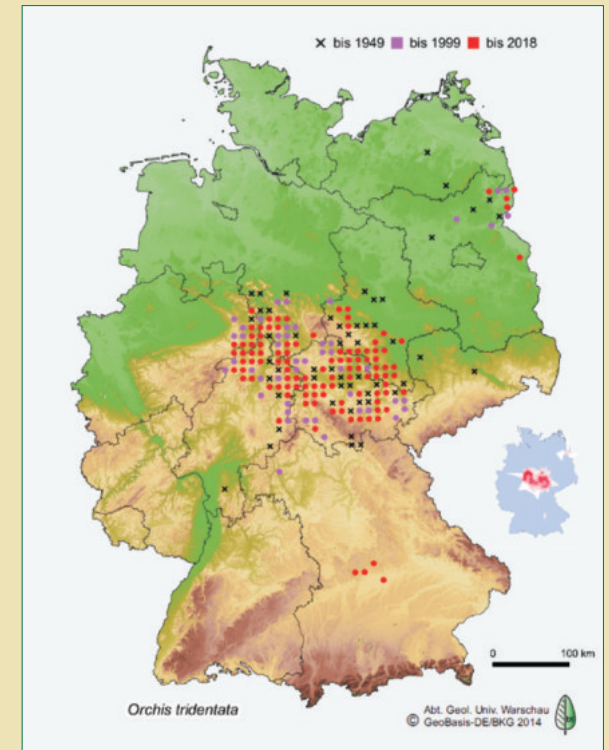 × bis 1949 ■ bis 1999 ■ bis 2018
0 100 km
Orchis tridentata
Abt. Geol. Univ. Warschau
© GeoBasis-DE/BKG 2014